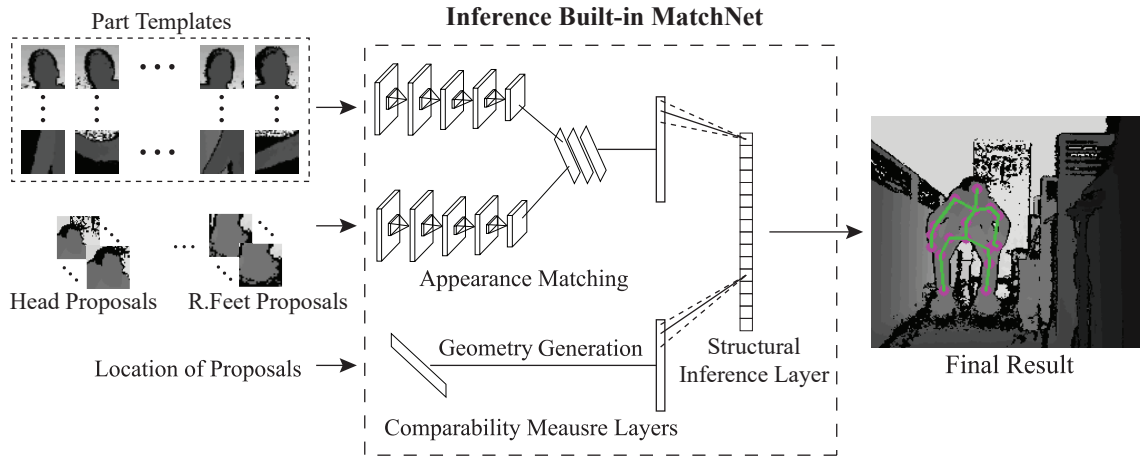 Inference Built-in MatchNet
Part Templates
Head Proposals
R.Feet Proposals
Location of Proposals
Appearance Matching
Geometry Generation
Comparability Meausre Layers
Structural
Inference Layer
Final Result